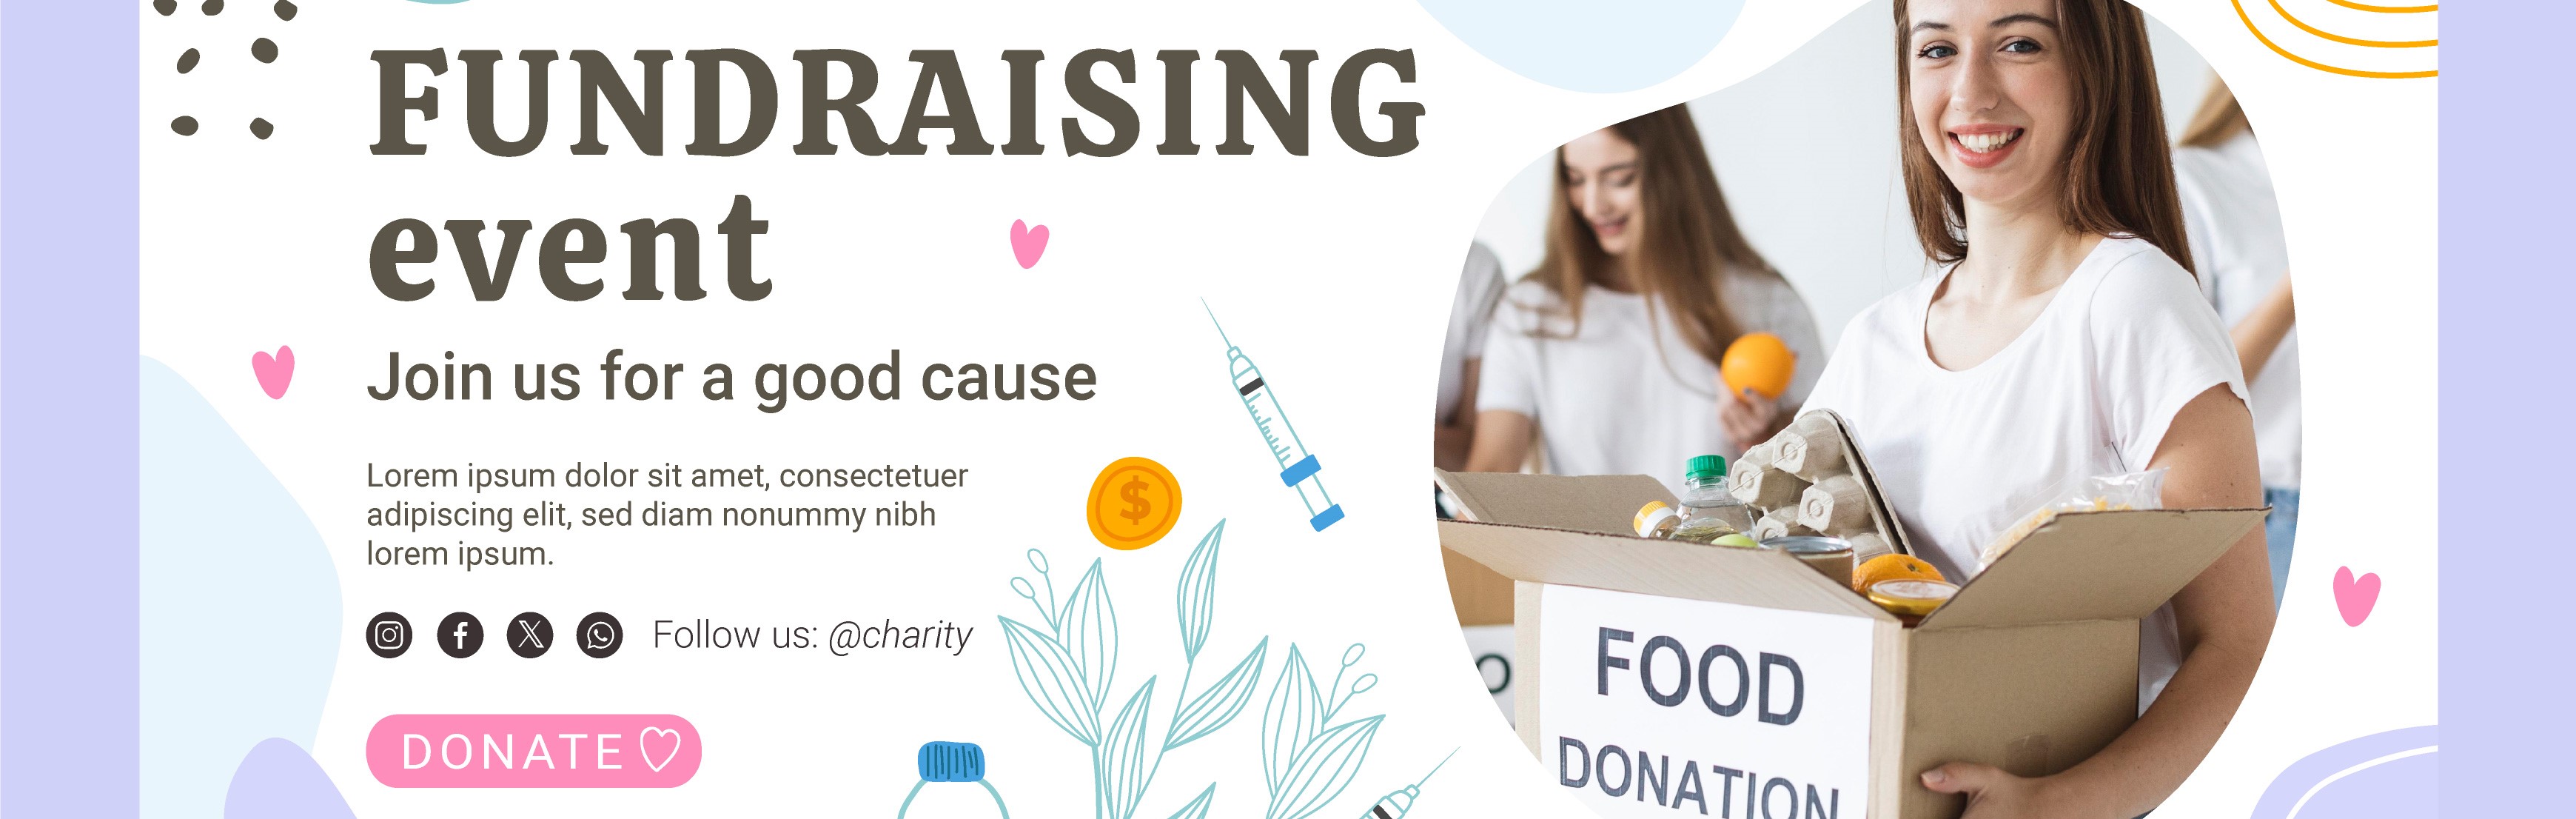 FUNDRAISING
event
Join us for a good cause
Lorem ipsum dolor sit amet, consectetuer
adipiscing elit, sed diam nonummy nibh
lorem ipsum.
Follow us: @charity
DONATE
$
FOOD
DONATION